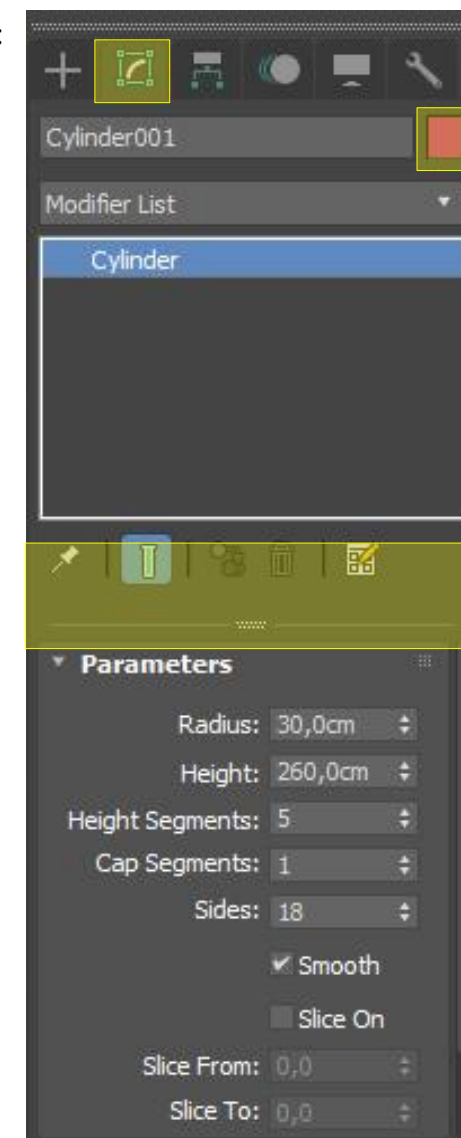 :
Cylinder001
Modifier List
Cylinder
Parameters
Radius: 30,0cm
Height: 260,0cm
Height Segments: 5
Cap Segments: 1
Sides: 18
Smooth
Slice On
Slice From: 0,0
Slice To: 0,0